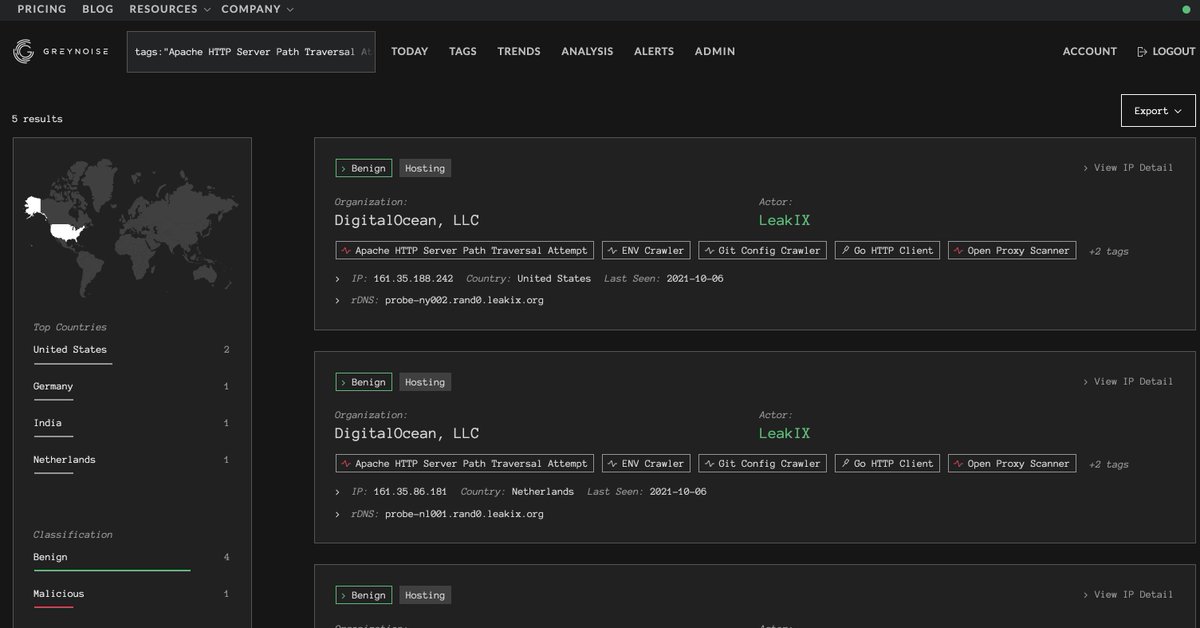 PRICING BLOG RESOURCES COMPANY
GREYNOISE tags:"Apache HTTP Server Path Traversal At TODAY TAGS TRENDS ANALYSIS ALERTS ADMIN ACCOUNT LOGOUT
Export
5 results
Top Countries
United States 2
Germany 1
India 1
Netherlands 1
Classification
Benign 4
Malicious 1
Benign Hosting View IP Detail
Organization: Actor:
DigitalOcean, LLC LeakIX
Apache HTTP Server Path Traversal Attempt ENV Crawler Git Config Crawler Go HTTP Client Open Proxy Scanner +2 tags
IP: 161.35.188.242 Country: United States Last Seen: 2021-10-06
rDNS: probe-ny002.rand0.leakix.org
Benign Hosting View IP Detail
Organization: Actor:
DigitalOcean, LLC LeakIX
Apache HTTP Server Path Traversal Attempt ENV Crawler Git Config Crawler Go HTTP Client Open Proxy Scanner +2 tags
IP: 161.35.86.181 Country: Netherlands Last Seen: 2021-10-06
rDNS: probe-nl001.rand0.leakix.org
Benign Hosting View IP Detail